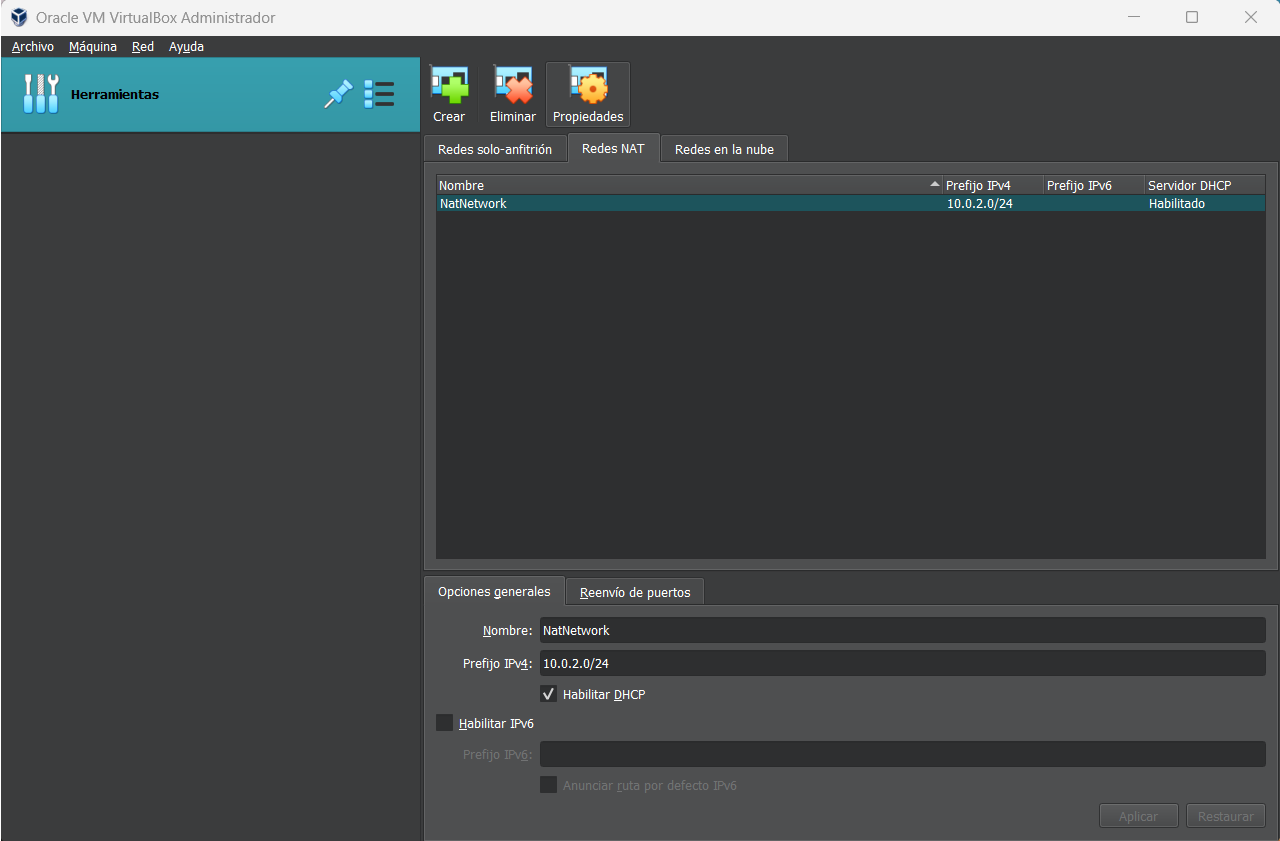 Oracle VM VirtualBox Administrador
Archivo Máquina Red Ayuda
Herramientas
Crear Eliminar Propiedades
Redes solo-anfitrión Redes NAT Redes en la nube
Nombre Prefijo IPv4 Prefijo IPv6 Servidor DHCP
NatNetwork 10.0.2.0/24 Habilitado
Opciones generales Reenvío de puertos
Nombre: NatNetwork
Prefijo IPv4: 10.0.2.0/24
Habilitar DHCP
Habilitar IPv6
Prefijo IPv6:
Anunciar ruta por defecto IPv6
Aplicar Restaurar